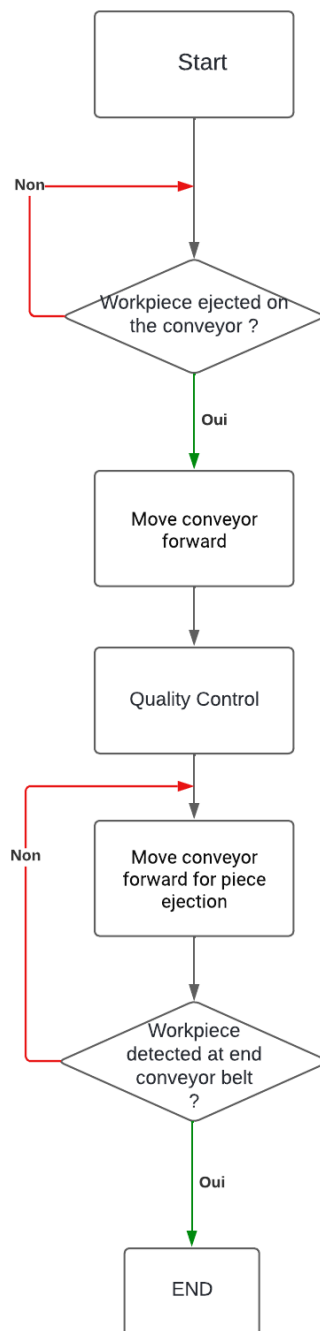 Start
Non
Workpiece ejected on
the conveyor ?
Oui
Move conveyor
forward
Quality Control
Non
Move conveyor
forward for piece
ejection
Workpiece
detected at end
conveyor belt
?
Oui
END